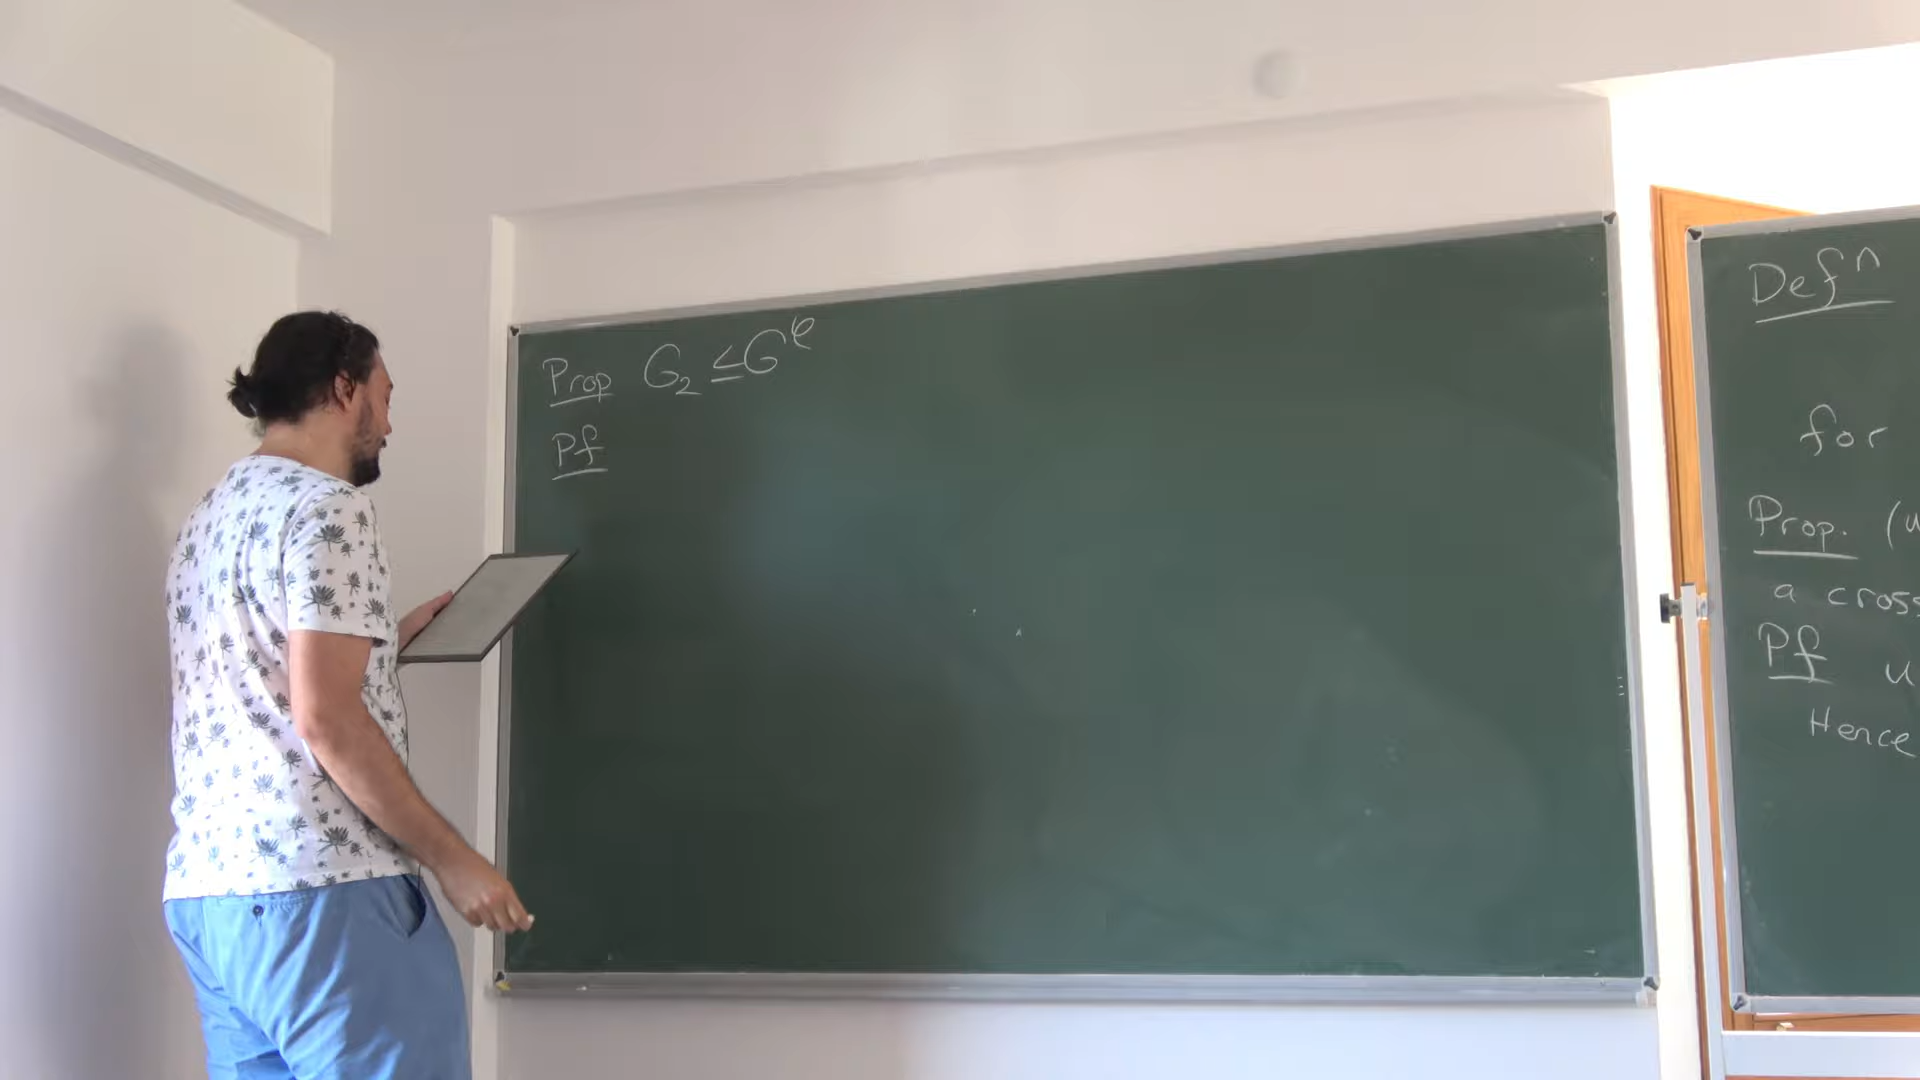 Prop G₂ ≤ G^φ
Pf
Defn
for
Prop. (u
a cross
Pf u
Hence